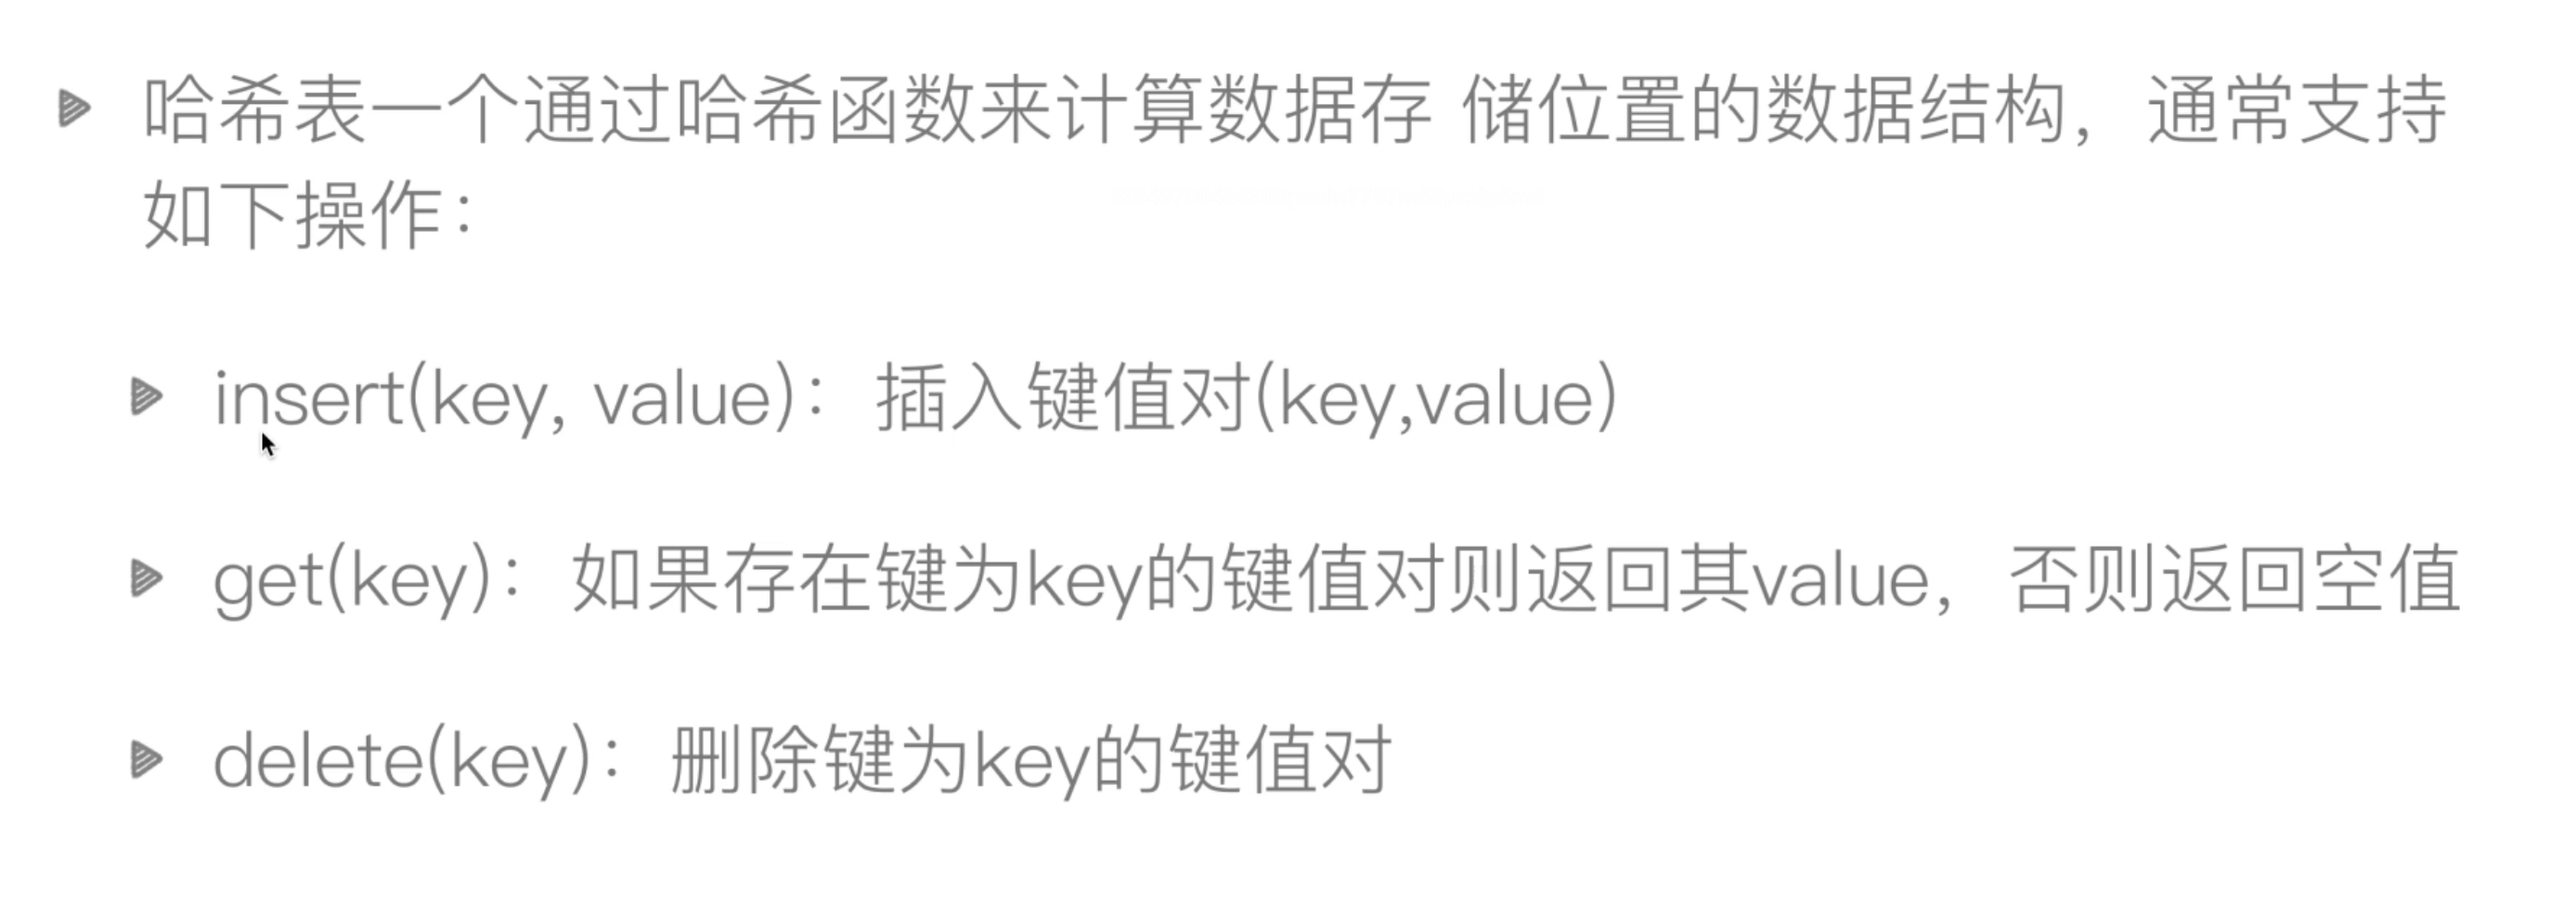 哈希表一个通过哈希函数来计算数据存 储位置的数据结构，通常支持
如下操作：
insert(key, value)：插入键值对(key,value)
get(key)：如果存在键为key的键值对则返回其value，否则返回空值
delete(key)：删除键为key的键值对